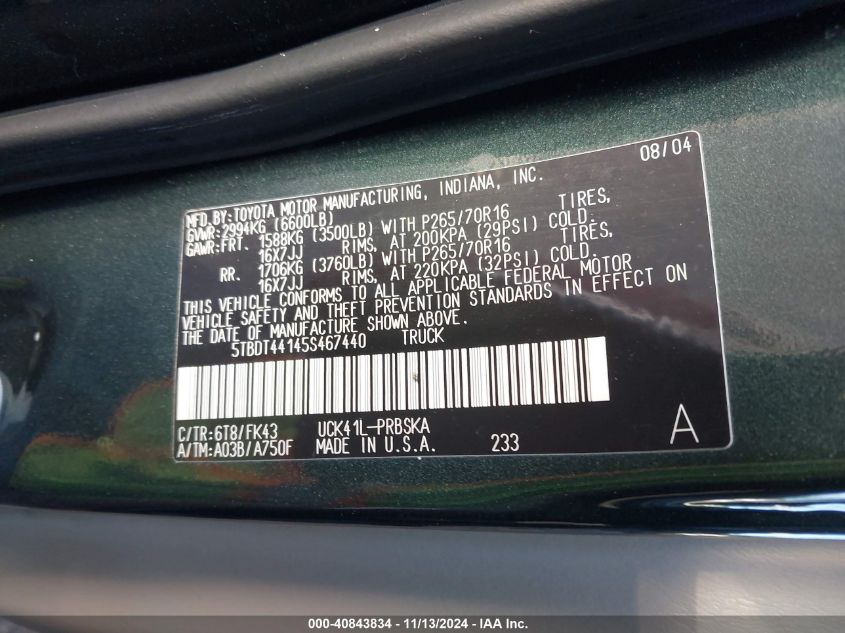 08/04
MFD.BY:TOYOTA MOTOR MANUFACTURING, INDIANA, INC.
GVWR:2994KG (6600LB)
GAWR:FRT. 1588KG (3500LB) WITH P265/70R16 TIRES,
16X7JJ RIMS, AT 200KPA (29PSI) COLD.
RR. 1706KG (3760LB) WITH P265/70R16 TIRES,
16X7JJ RIMS, AT 220KPA (32PSI) COLD.
THIS VEHICLE CONFORMS TO ALL APPLICABLE FEDERAL MOTOR
VEHICLE SAFETY AND THEFT PREVENTION STANDARDS IN EFFECT ON
THE DATE OF MANUFACTURE SHOWN ABOVE.
5TBDT44145S467440 TRUCK
C/TR:6T8/FK43 UCK41L-PRBSKA
A/TM:A03B/A750F MADE IN U.S.A. 233
A
000-40843834 - 11/13/2024 - IAA Inc.